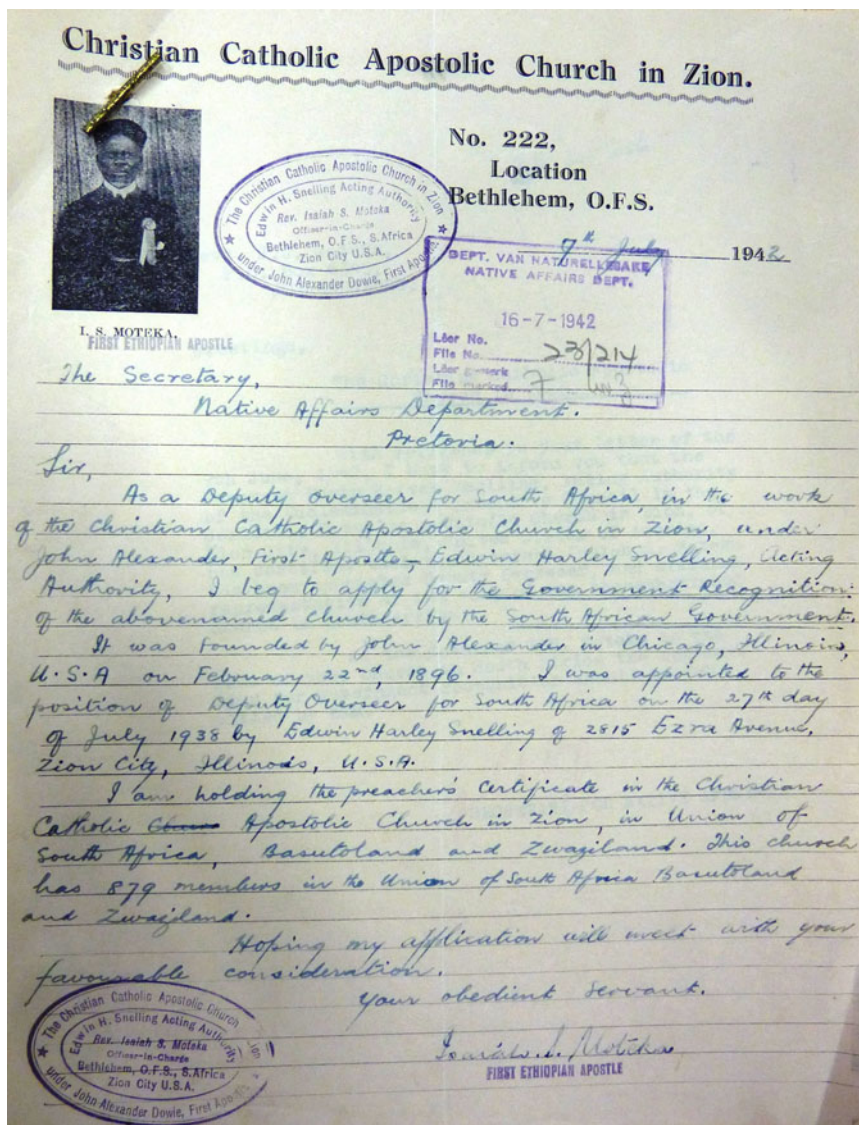 Christian Catholic Apostolic Church in Zion.
No. 222,
Location
Bethlehem, O.F.S.
The Christian Catholic Apostolic Church in Zion
Edwin H. Snelling Acting Authority
Rev. Isaiah S. Moteka
Officer-in-Charge
Bethlehem, O.F.S., S.Africa
Zion City U.S.A.
under John Alexander Dowie, First Apostle
7th July 1942
DEPT. VAN NATURELLESAKE
NATIVE AFFAIRS DEPT.
16-7-1942
Lêer No.
File No. 23/214
Lêer gemerk
File marked 7
I. S. MOTEKA,
FIRST ETHIOPIAN APOSTLE
The Secretary,
Native Affairs Department.
Pretoria.
Sir,
As a Deputy overseer for South Africa, in the work
of the Christian Catholic Apostolic Church in Zion, under
John Alexander, First Apostle, Edwin Harley Snelling, Acting
Authority, I beg to apply for the Government Recognition
of the abovenamed church by the South African Government.
It was founded by John Alexander in Chicago, Illinois,
U.S.A on February 22nd, 1896. I was appointed to the
position of Deputy Overseer for South Africa on the 27th day
of July 1938 by Edwin Harley Snelling of 2815 Ezra Avenue,
Zion City, Illinois, U.S.A.
I am holding the preacher's Certificate in the Christian
Catholic Apostolic Church in Zion, in Union of
South Africa, Basutoland and Zwaziland. This church
has 879 members in the Union of South Africa Basutoland
and Zwaziland.
Hoping my application will meet with your
favourable consideration.
Your obedient servant.
Isaiah S. Moteka
FIRST ETHIOPIAN APOSTLE
The Christian Catholic Apostolic Church in Zion
Edwin H. Snelling Acting Authority
Rev. Isaiah S. Moteka
Officer-in-Charge
Bethlehem, O.F.S., S.Africa
Zion City U.S.A.
under John Alexander Dowie, First Apostle